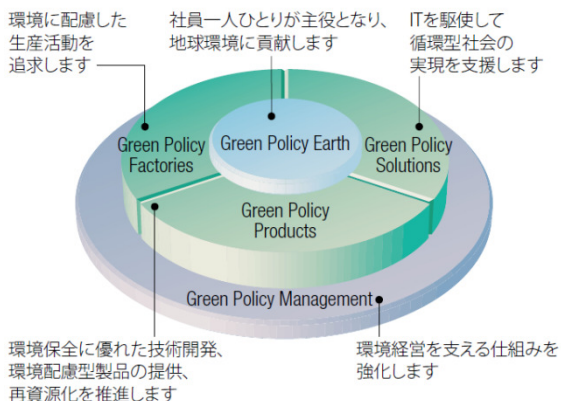 環境に配慮した
生産活動を
追求します
社員一人ひとりが主役となり、
地球環境に貢献します
ITを駆使して
循環型社会の
実現を支援します
Green Policy
Factories
Green Policy Earth
Green Policy
Solutions
Green Policy
Products
Green Policy Management
環境保全に優れた技術開発、
環境配慮型製品の提供、
再資源化を推進します
環境経営を支える仕組みを
強化します